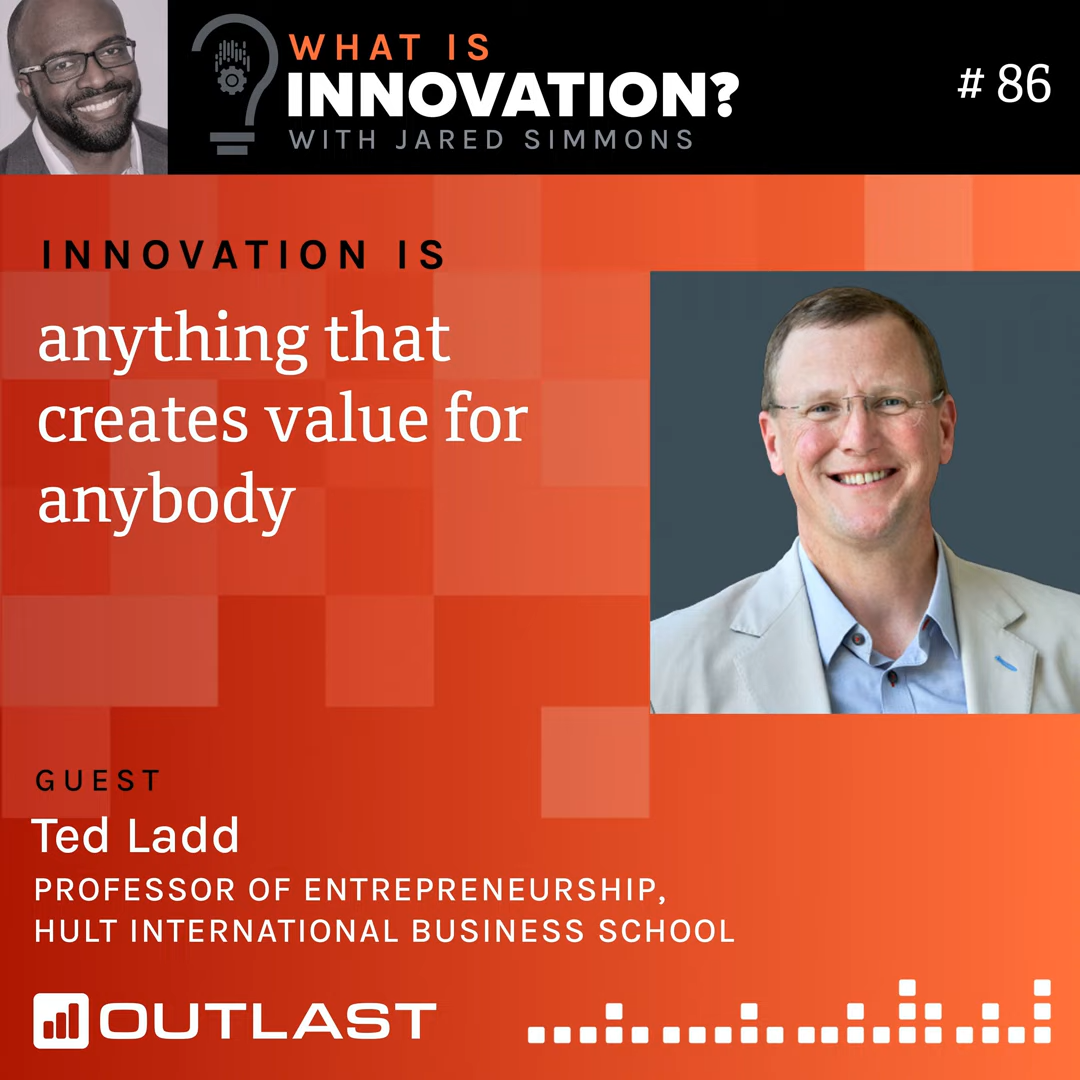 WHAT IS
INNOVATION?
WITH JARED SIMMONS
# 86
INNOVATION IS
anything that
creates value for
anybody
GUEST
Ted Ladd
PROFESSOR OF ENTREPRENEURSHIP,
HULT INTERNATIONAL BUSINESS SCHOOL
OUTLAST